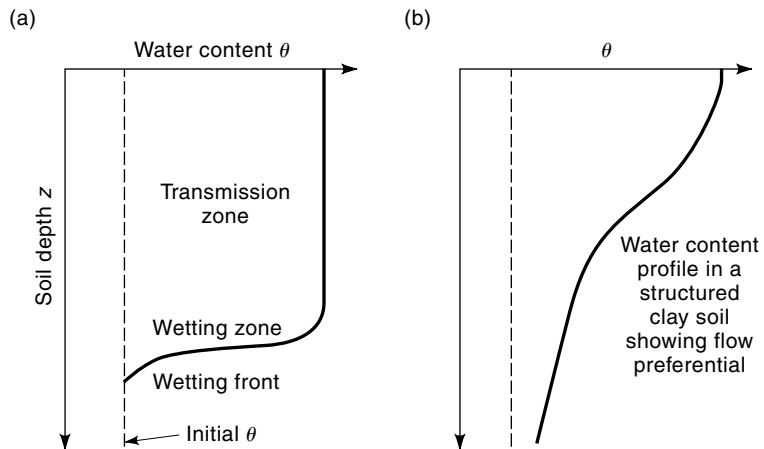 (a)
Water content θ
Soil depth z
Transmission
zone
Wetting zone
Wetting front
Initial θ
(b)
θ
Water content
profile in a
structured
clay soil
showing flow
preferential